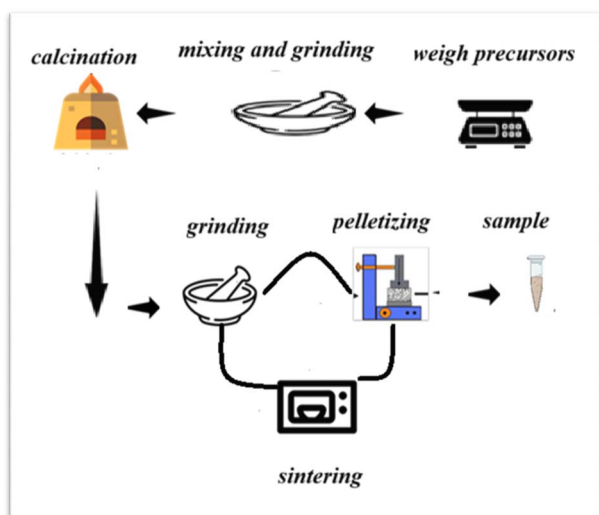 calcination
mixing and grinding
weigh precursors
grinding
pelletizing
sample
sintering